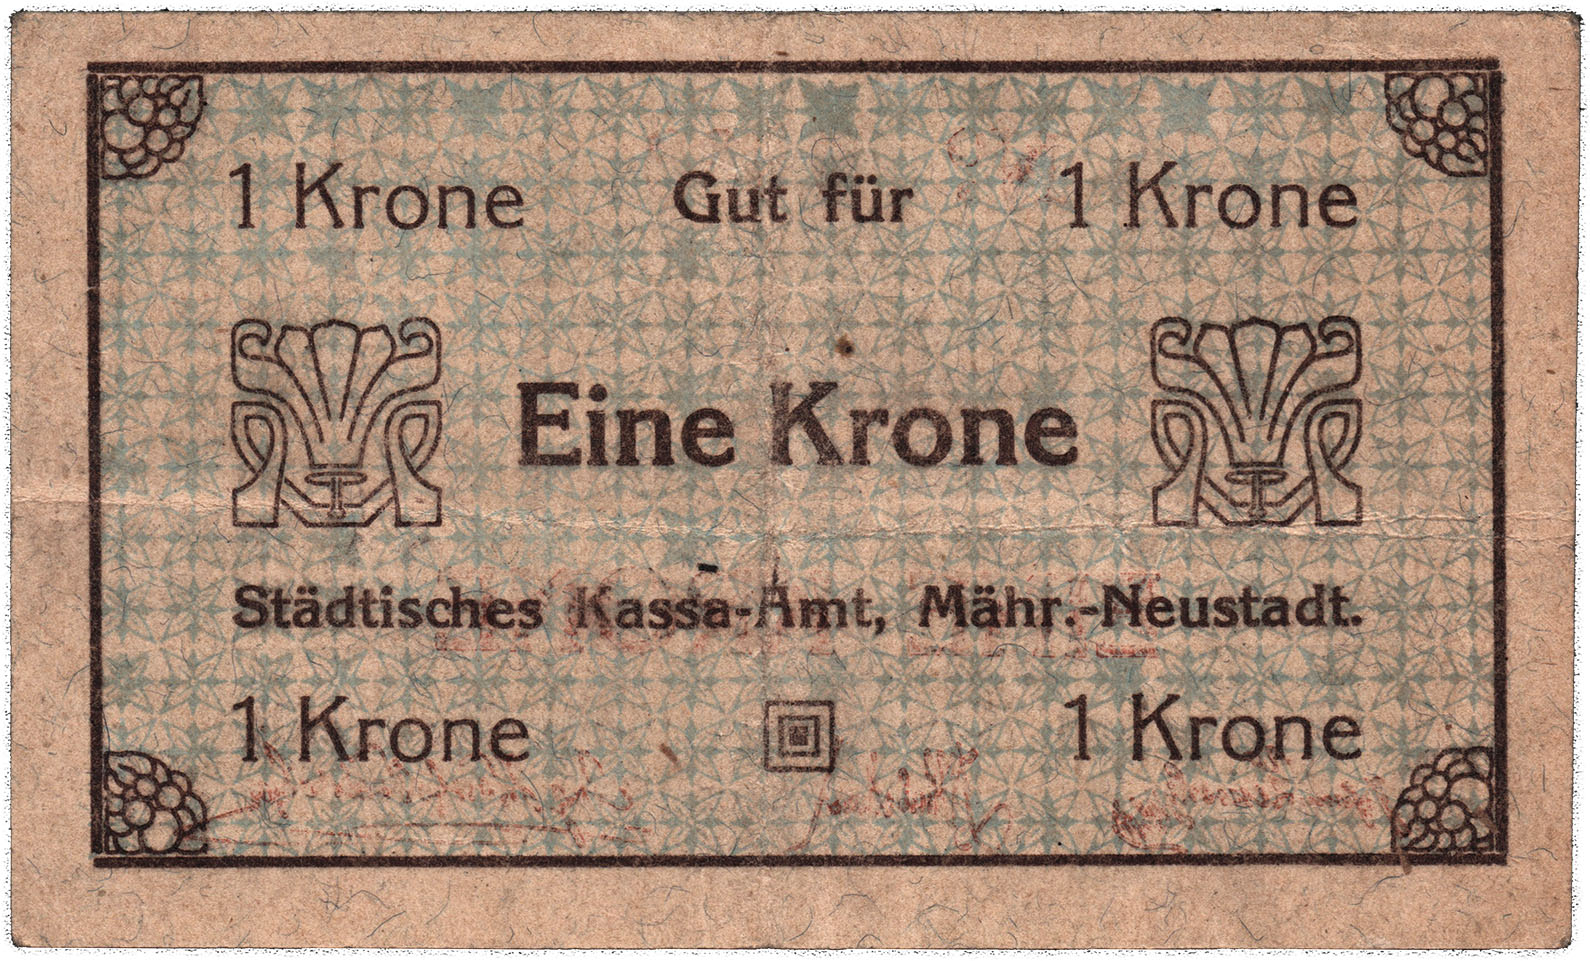 1 Krone Gut für 1 Krone
Eine Krone
Städtisches Kassa-Amt, Mähr.-Neustadt.
1 Krone 1 Krone